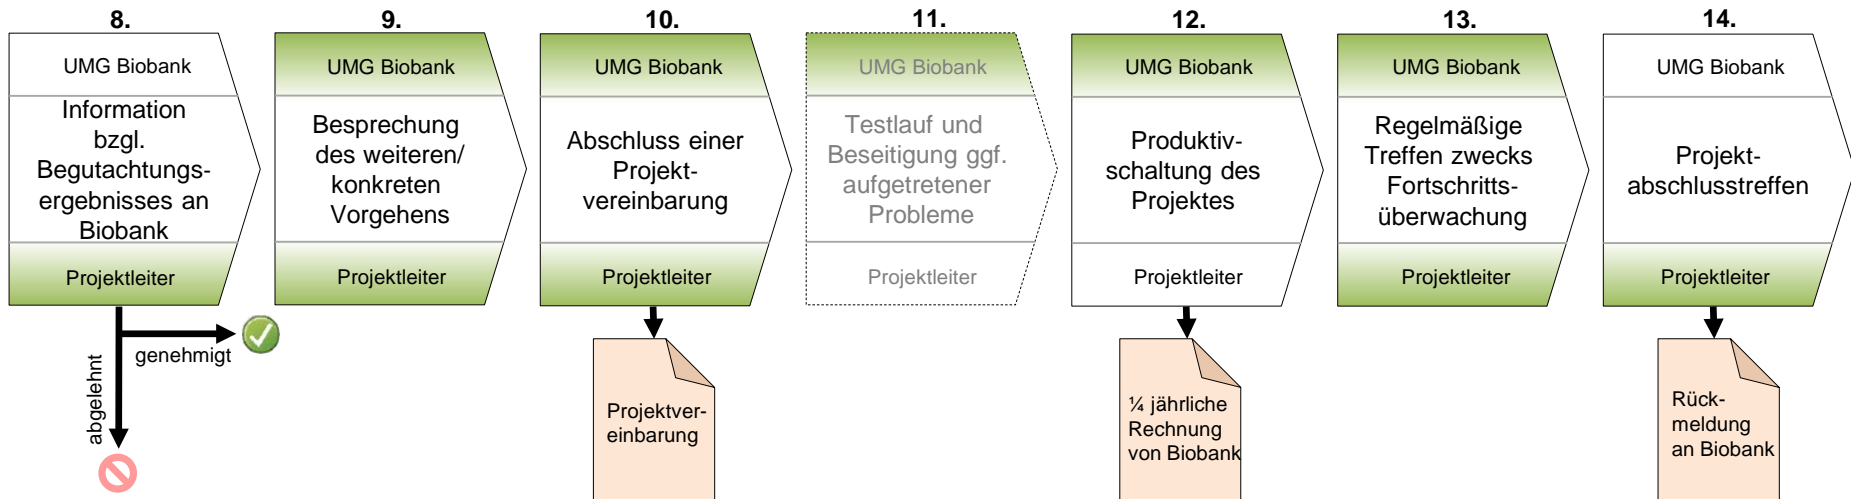 8.
UMG Biobank
Information
bzgl.
Begutachtungs-
ergebnisses an
Biobank
Projektleiter
genehmigt
abgelehnt
9.
UMG Biobank
Besprechung
des weiteren/
konkreten
Vorgehens
Projektleiter
10.
UMG Biobank
Abschluss einer
Projekt-
vereinbarung
Projektleiter
Projektver-
einbarung
11.
UMG Biobank
Testlauf und
Beseitigung ggf.
aufgetretener
Probleme
Projektleiter
12.
UMG Biobank
Produktiv-
schaltung des
Projektes
Projektleiter
¼ jährliche
Rechnung
von Biobank
13.
UMG Biobank
Regelmäßige
Treffen zwecks
Fortschritts-
überwachung
Projektleiter
14.
UMG Biobank
Projekt-
abschlusstreffen
Projektleiter
Rück-
meldung
an Biobank